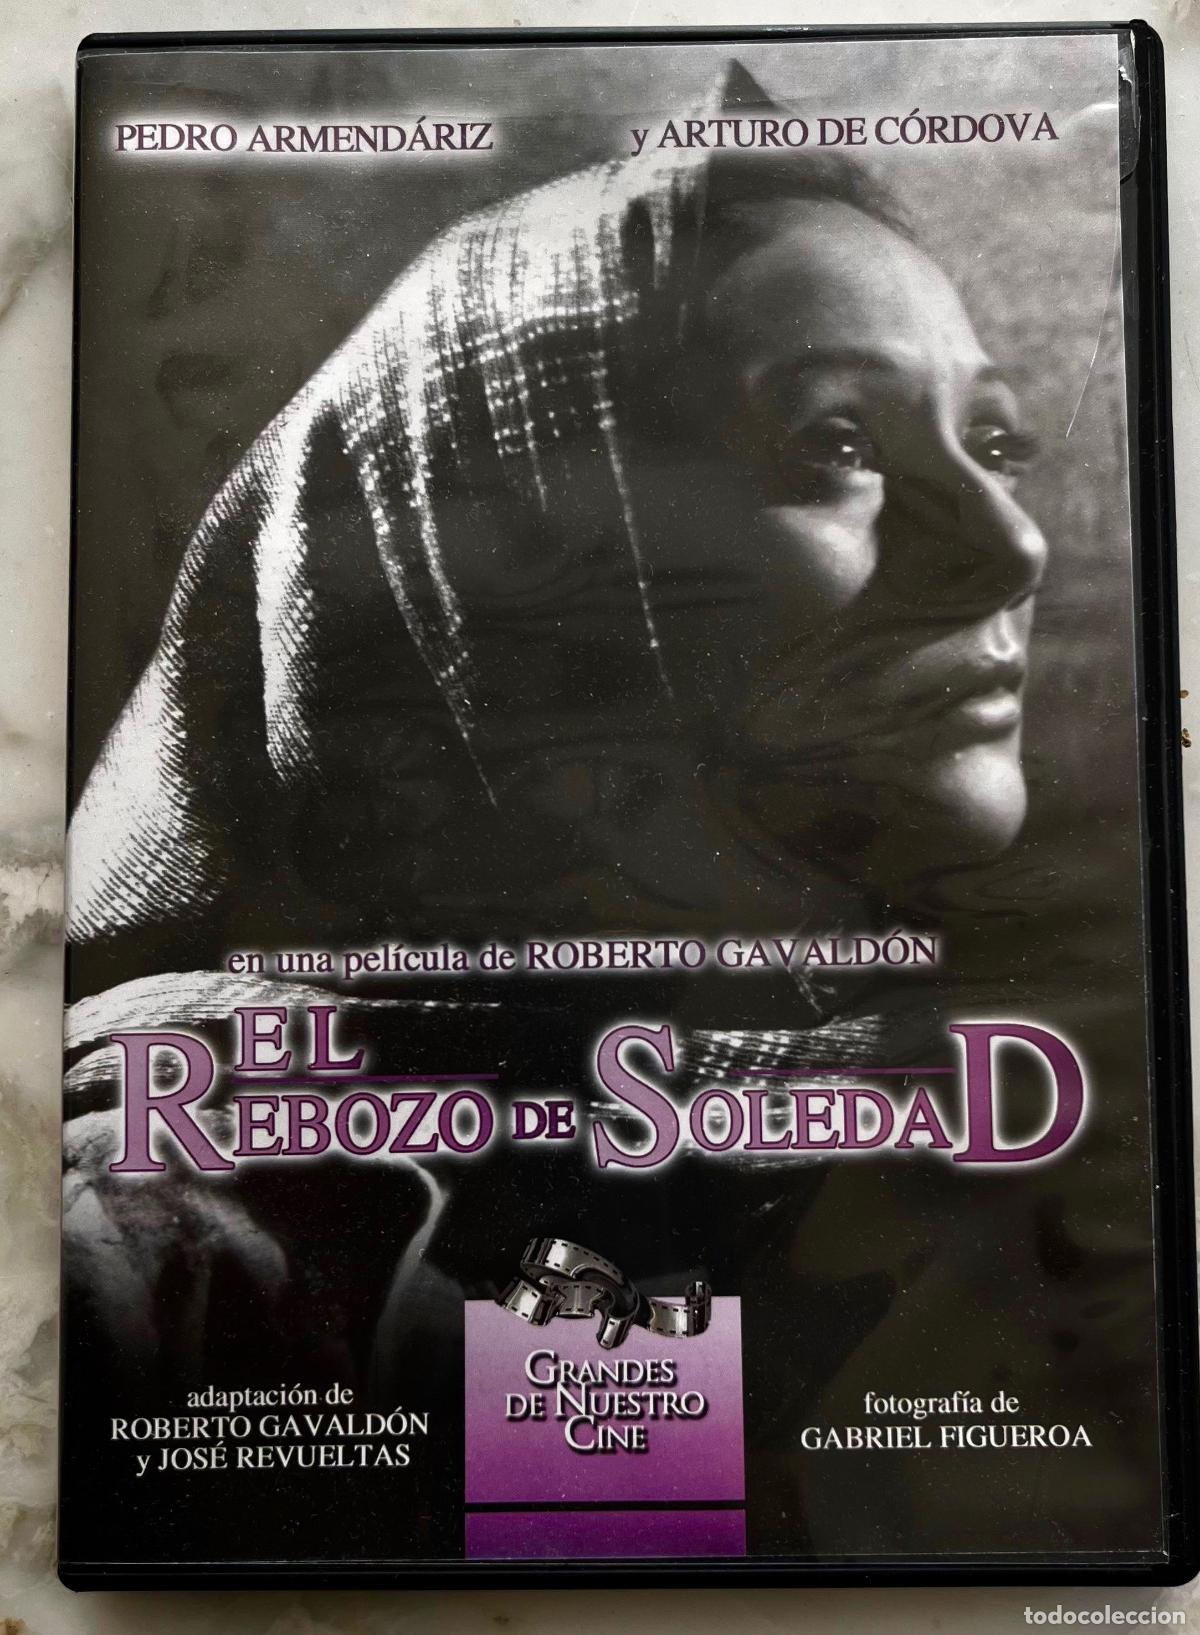 PEDRO ARMENDÁRIZ
y ARTURO DE CÓRDOVA
en una película de ROBERTO GAVALDÓN
EL
REBOZO DE SOLEDAD
adaptación de
ROBERTO GAVALDÓN
y JOSÉ REVUELTAS
GRANDES
DE NUESTRO
CINE
fotografía de
GABRIEL FIGUEROA
todocoleccion